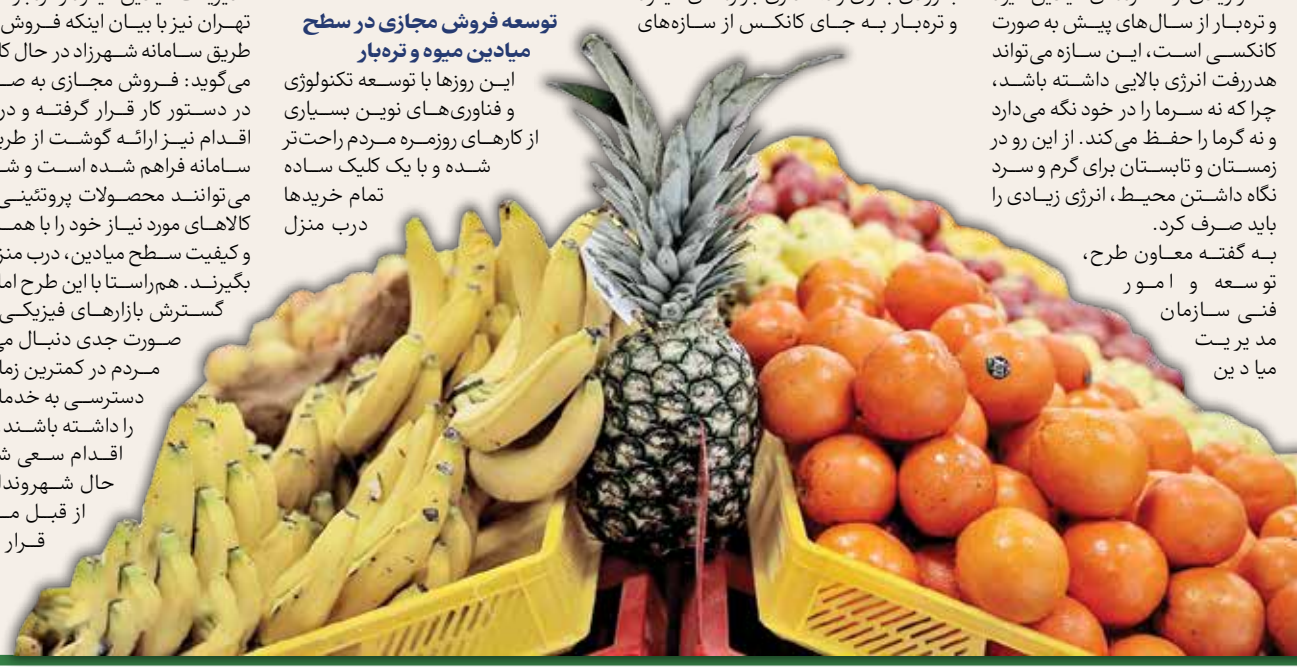 و تره‌بار از سال‌های پیش به صورت
کانکسی است، این سازه می‌تواند
هدررفت انرژی بالایی داشته باشد،
چرا که نه سرما را در خود نگه می‌دارد
و نه گرما را حفظ می‌کند. از این رو در
زمستان و تابستان برای گرم و سرد
نگاه داشتن محیط، انرژی زیادی را
باید صرف کرد.
به گفته معاون طرح،
توسعه و امور
فنی سازمان
مدیریت
میادین
و تره‌بار به جای کانکس از سازه‌های
توسعه فروش مجازی در سطح
میادین میوه و تره‌بار
این روزها با توسعه تکنولوژی
و فناوری‌های نوین بسیاری
از کارهای روزمره مردم راحت‌تر
شده و با یک کلیک ساده
تمام خریدها
درب منزل
تهران نیز با بیان اینکه فروش
طریق سامانه شهرزاد در حال
می‌گوید: فروش مجازی به
در دستور کار قرار گرفته و در
اقدام نیز ارائه گوشت از
سامانه فراهم شده است و
می‌توانند محصولات پروتئینی
کالاهای مورد نیاز خود را با
و کیفیت سطح میادین، درب
بگیرند. هم‌راستا با این طرح
گسترش بازارهای فیزیکی
صورت جدی دنبال
مردم در کمترین
دسترسی به
را داشته باشند
اقدام سعی
حال
از قبل
قرار